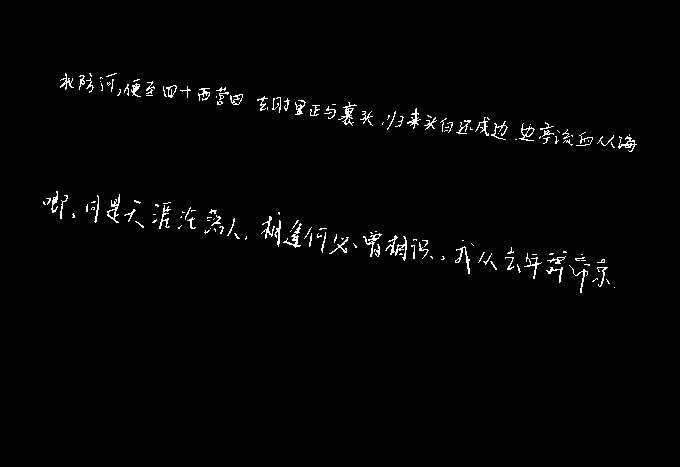 北防河,便至四十西营田 去时里正与裹头 归来头白还戍边 边亭流血从海
唧。同是天涯沦落人,相逢何必曾相识。我从去年辞帝京